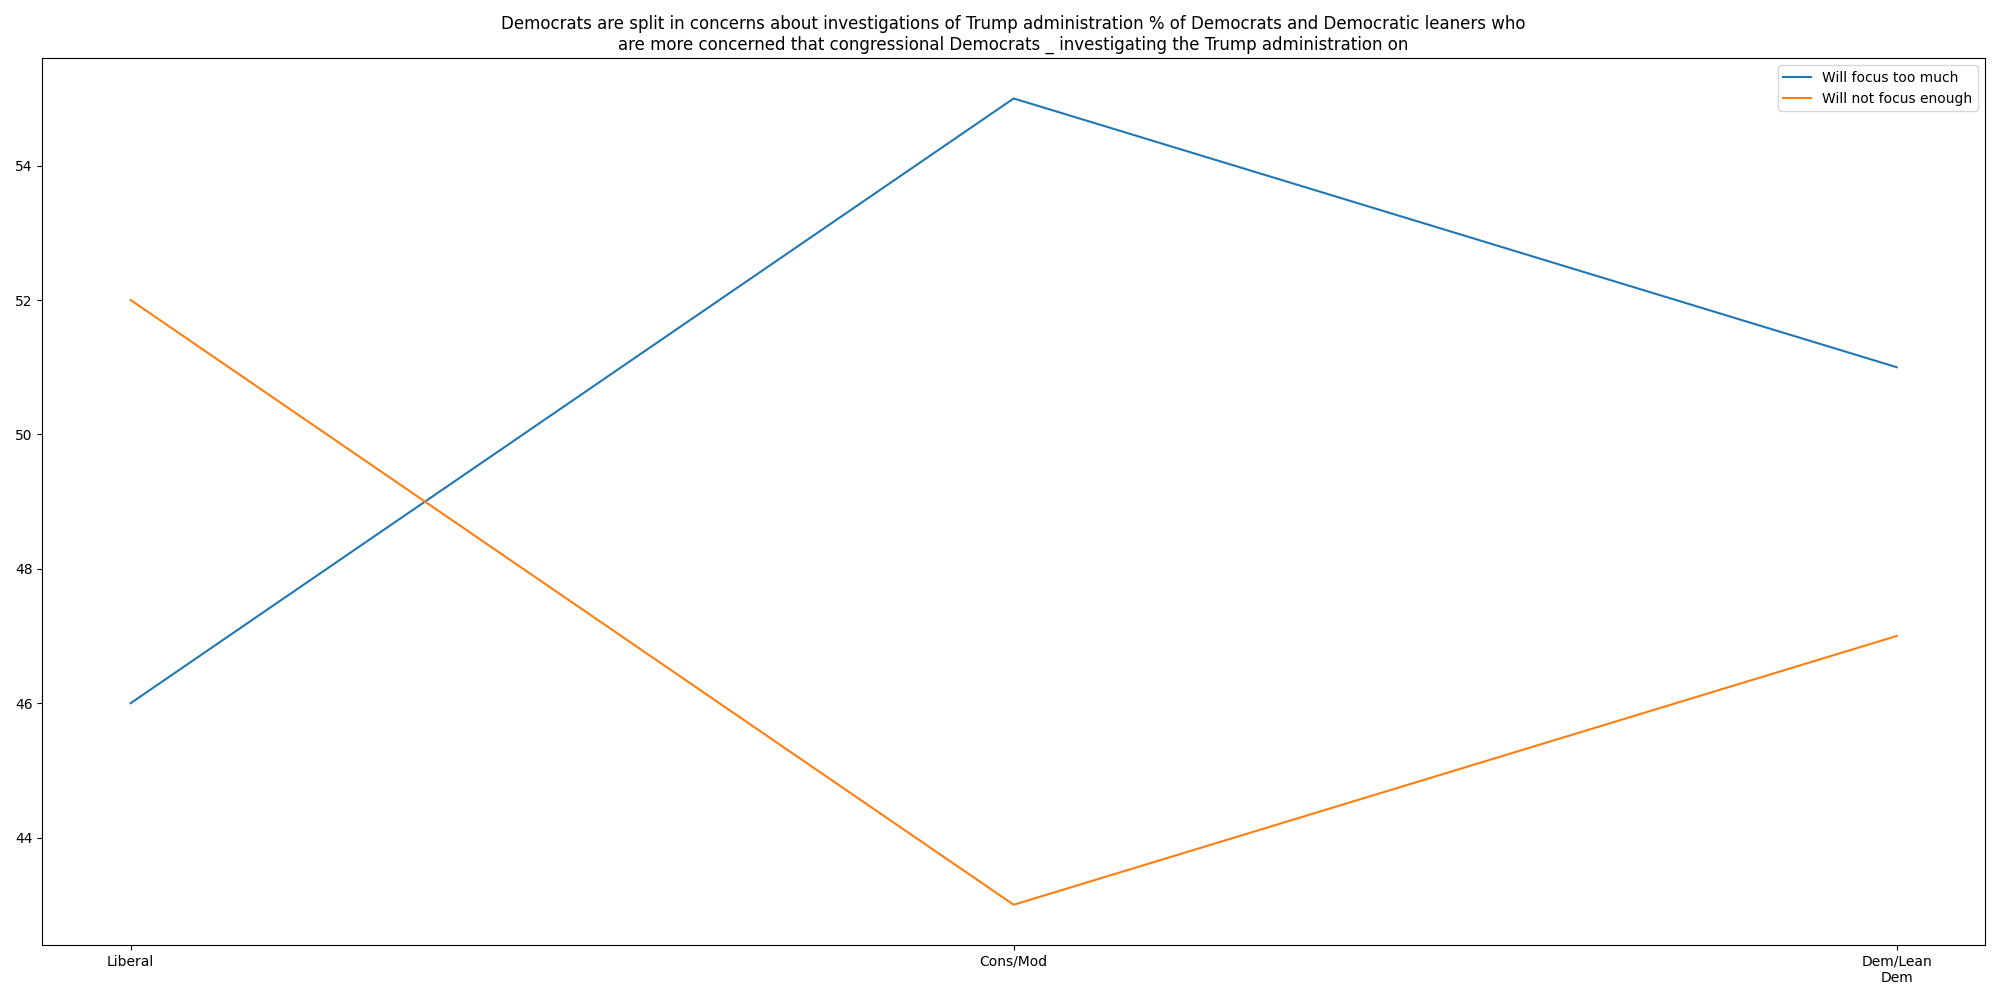 Democrats are split in concerns about investigations of Trump administration % of Democrats and Democratic leaners who
are more concerned that congressional Democrats _ investigating the Trump administration on
Will focus too much
Will not focus enough
54
52
50
48
46
44
Liberal
Cons/Mod
Dem/Lean
Dem